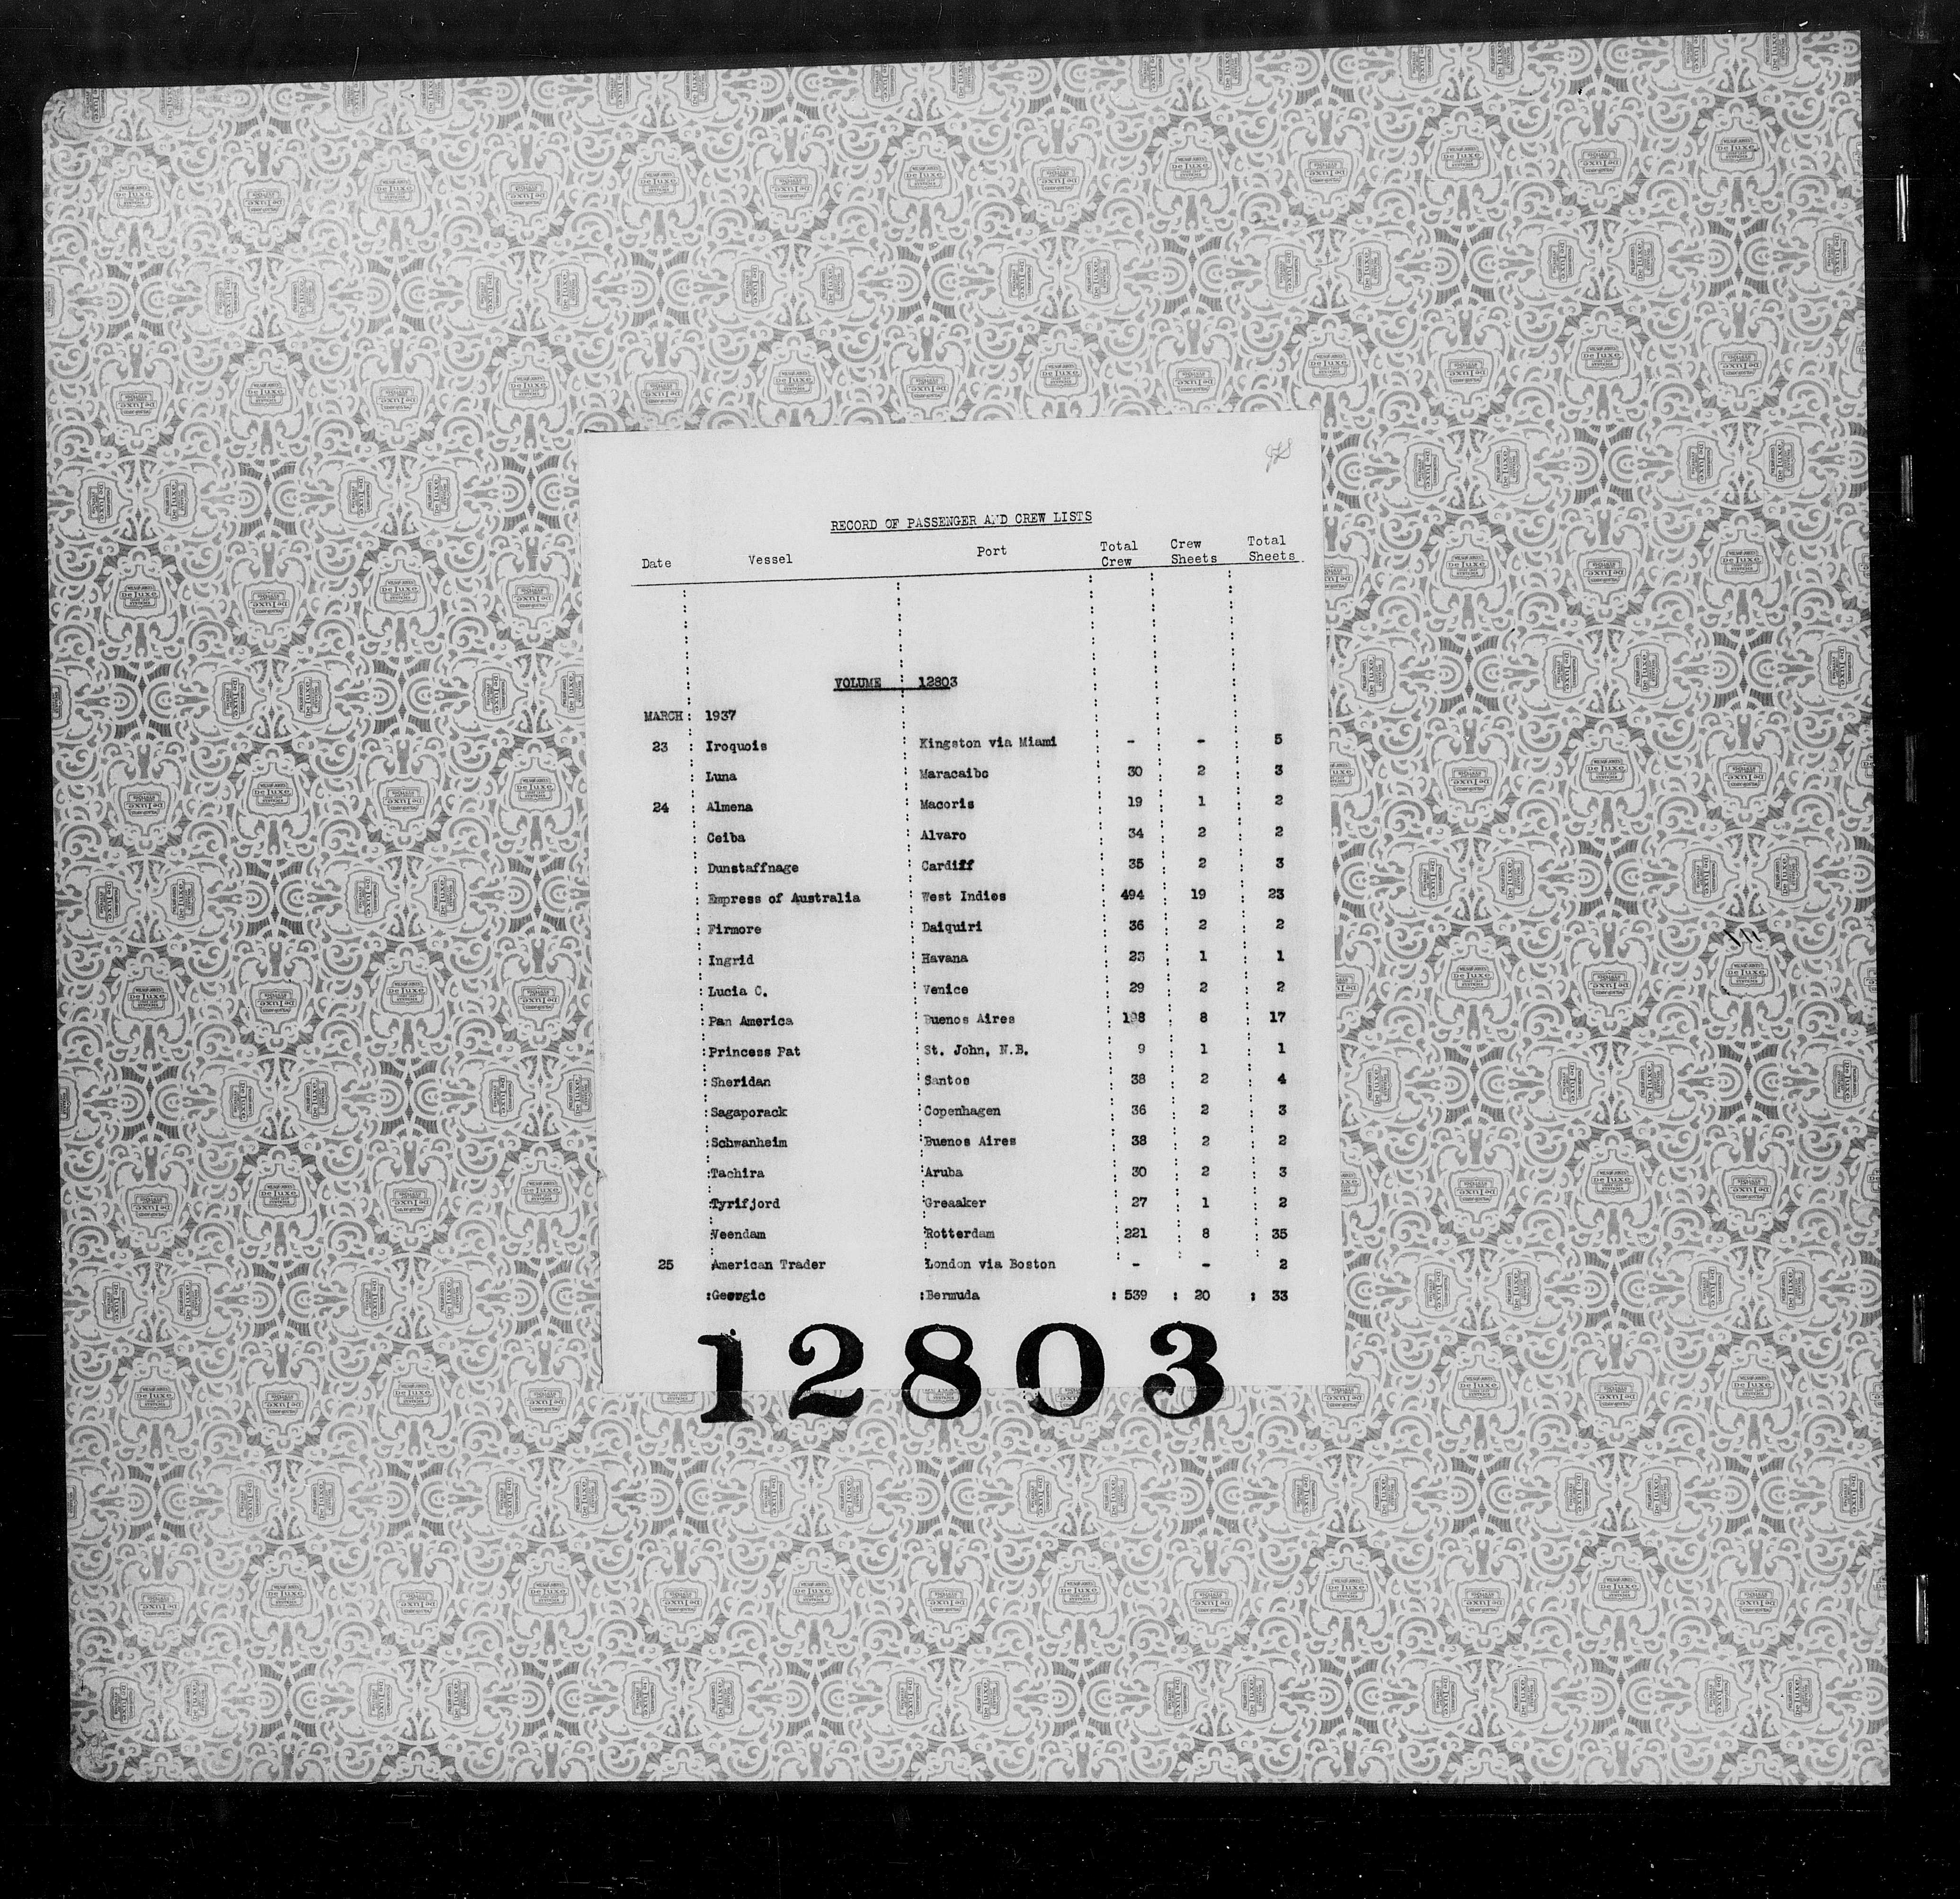 RECORD OF PASSENGER AND CREW LISTS
Date Vessel Port Total Crew Crew Sheets Total Sheets
VOLUME : 12803
MARCH : 1937
23 : Iroquois : Kingston via Miami : - : - : 5
: Luna : Maracaibo : 30 : 2 : 3
24 : Almena : Macoris : 19 : 1 : 2
: Ceiba : Alvaro : 34 : 2 : 2
: Dunstaffnage : Cardiff : 35 : 2 : 3
: Empress of Australia : West Indies : 494 : 19 : 23
: Firmore : Daiquiri : 36 : 2 : 2
: Ingrid : Havana : 23 : 1 : 1
: Lucia C. : Venice : 29 : 2 : 2
: Pan America : Buenos Aires : 198 : 8 : 17
: Princess Pat : St. John, N.B. : 9 : 1 : 1
: Sheridan : Santos : 38 : 2 : 4
: Sagaporack : Copenhagen : 36 : 2 : 3
: Schwanheim : Buenos Aires : 38 : 2 : 2
: Tachira : Aruba : 30 : 2 : 3
: Tyrifjord : Greaaker : 27 : 1 : 2
: Veendam : Rotterdam : 221 : 8 : 35
25 : American Trader : London via Boston : - : - : 2
: Georgic : Bermuda : 539 : 20 : 33
12803